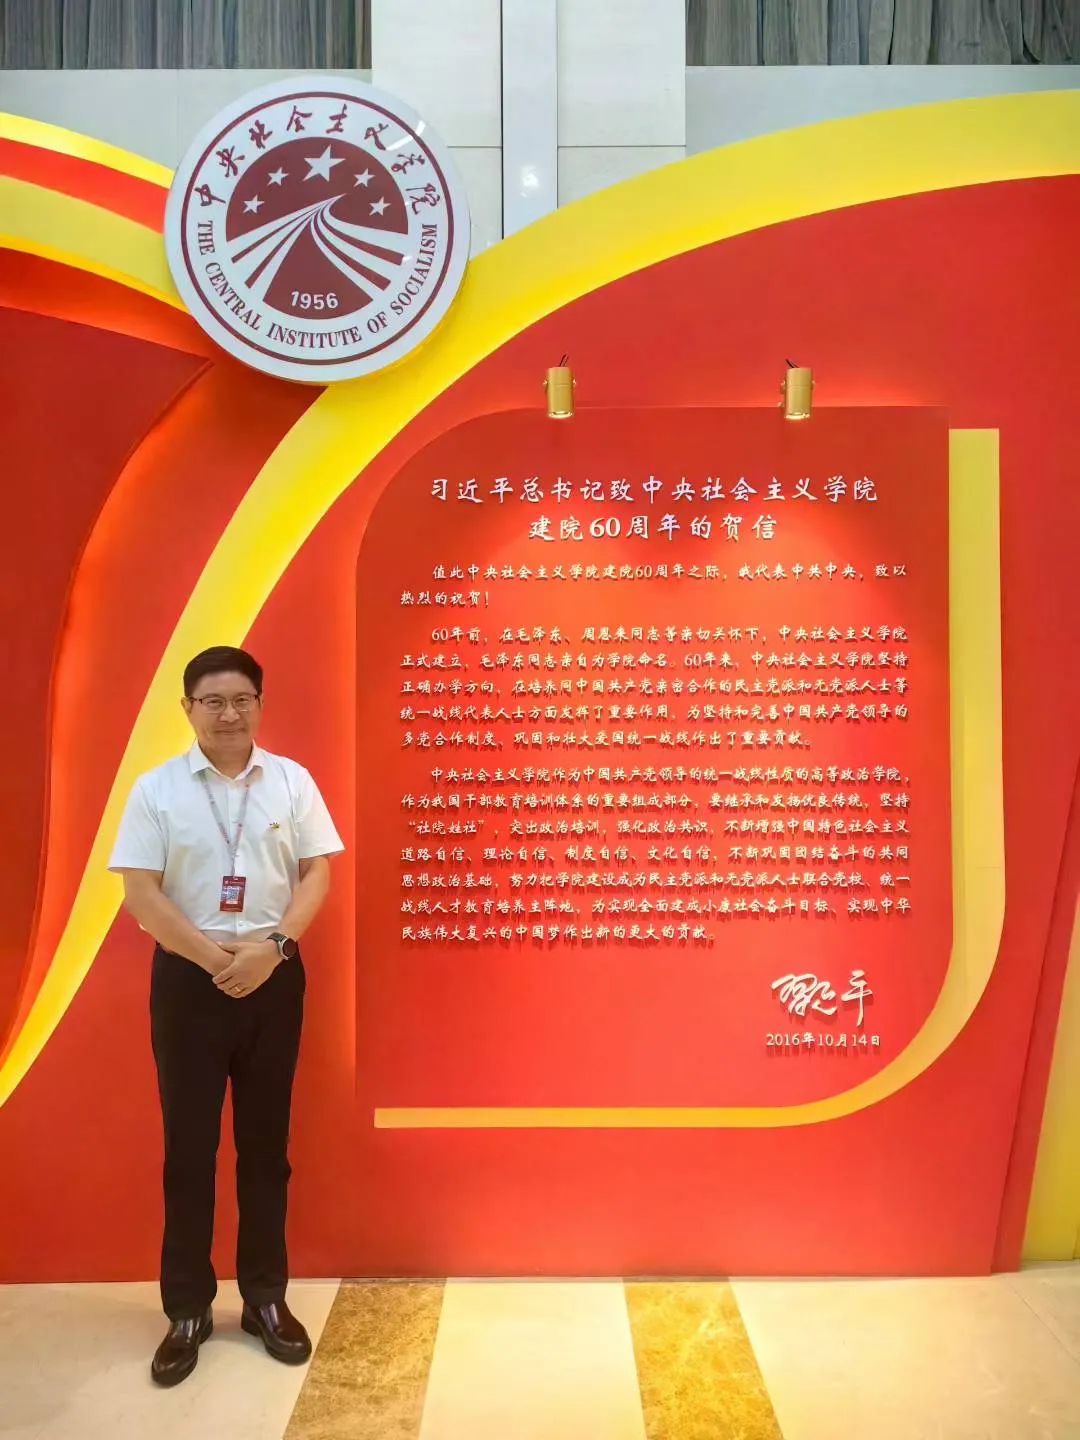 中央社会主义学院
THE CENTRAL INSTITUTE OF SOCIALISM
1956
习近平总书记致中央社会主义学院
建院60周年的贺信
值此中央社会主义学院建院60周年之际，我代表中共中央，致以
热烈的祝贺！
60年前，在毛泽东、周恩来同志等亲切关怀下，中央社会主义学院
正式建立，毛泽东同志亲自为学院命名。60年来，中央社会主义学院坚持
正确办学方向，在培养同中国共产党亲密合作的民主党派和无党派人士等
统一战线代表人士方面发挥了重要作用，为坚持和完善中国共产党领导的
多党合作制度、巩固和壮大爱国统一战线作出了重要贡献。
中央社会主义学院作为中国共产党领导的统一战线性质的高等政治学院，
作为我国干部教育培训体系的重要组成部分，要继承和发扬优良传统，坚持
“社院姓社”，突出政治培训，强化政治共识，不断增强中国特色社会主义
道路自信、理论自信、制度自信、文化自信，不断巩固团结奋斗的共同
思想政治基础，努力把学院建设成为民主党派和无党派人士联合党校、统一
战线人才教育培养主阵地，为实现全面建成小康社会奋斗目标、实现中华
民族伟大复兴的中国梦作出新的更大的贡献。
习近平
2016年10月14日